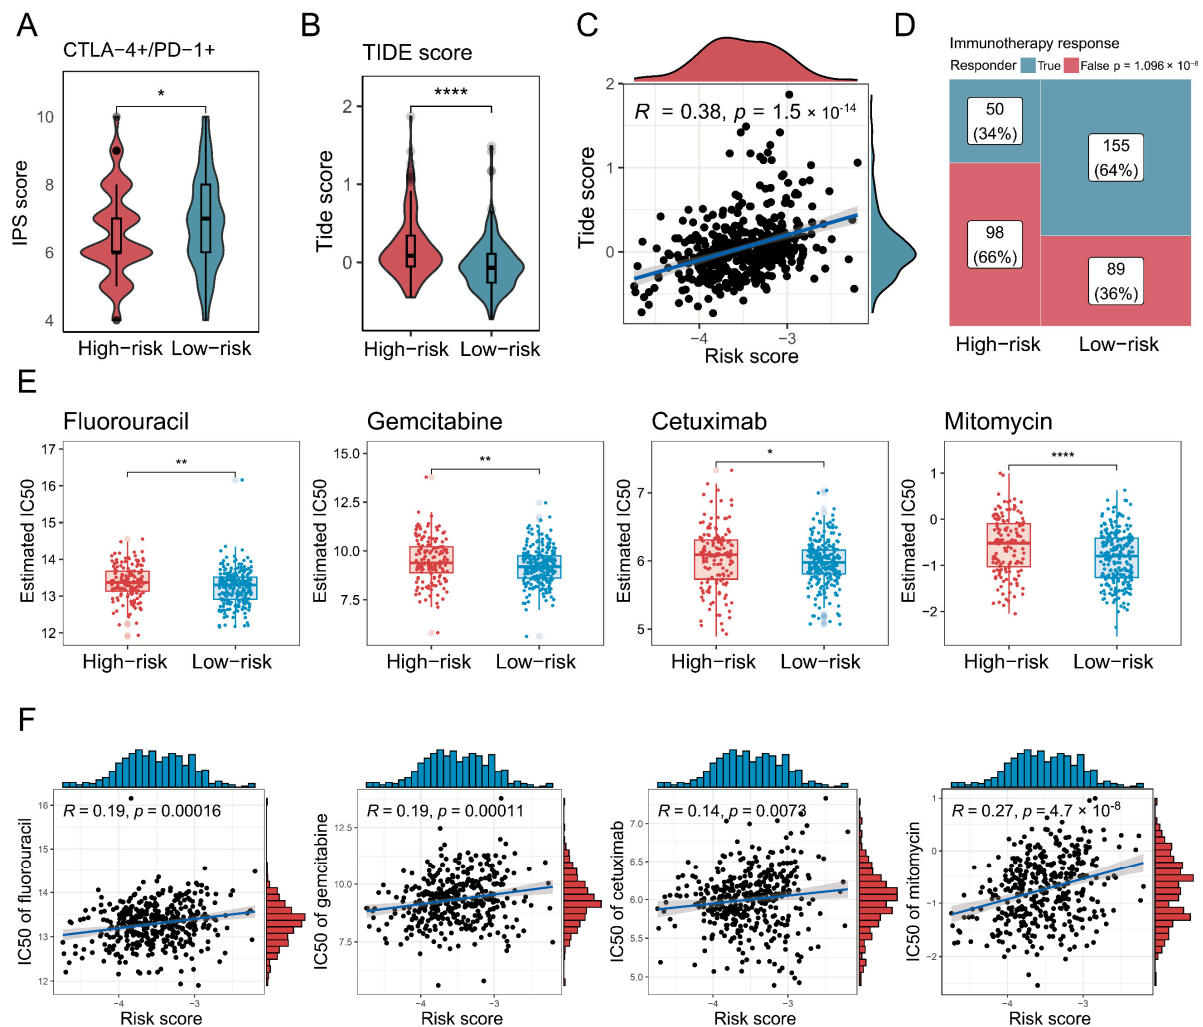 A
CTLA−4+/PD−1+
IPS score
10
8
6
4
*
High−risk
Low−risk
B
TIDE score
Tide score
2
1
0
****
High−risk
Low−risk
C
Tide score
2
1
0
R = 0.38, p = 1.5 × 10⁻¹⁴
−4
−3
Risk score
D
Immunotherapy response
Responder True False p = 1.096 × 10⁻⁸
50
(34%)
155
(64%)
98
(66%)
89
(36%)
High−risk
Low−risk
E
Fluorouracil
Estimated IC50
17
16
15
14
13
12
**
High−risk
Low−risk
Gemcitabine
Estimated IC50
15.0
12.5
10.0
7.5
**
High−risk
Low−risk
Cetuximab
Estimated IC50
7
6
5
*
High−risk
Low−risk
Mitomycin
Estimated IC50
1
0
−1
−2
****
High−risk
Low−risk
F
IC50 of fluorouracil
16
15
14
13
12
R = 0.19, p = 0.00016
−4
−3
Risk score
IC50 of gemcitabine
12.5
10.0
7.5
R = 0.19, p = 0.00011
−4
−3
Risk score
IC50 of cetuximab
7.0
6.5
6.0
5.5
5.0
R = 0.14, p = 0.0073
−4
−3
Risk score
IC50 of mitomycin
1
0
−1
−2
R = 0.27, p = 4.7 × 10⁻⁸
−4
−3
Risk score